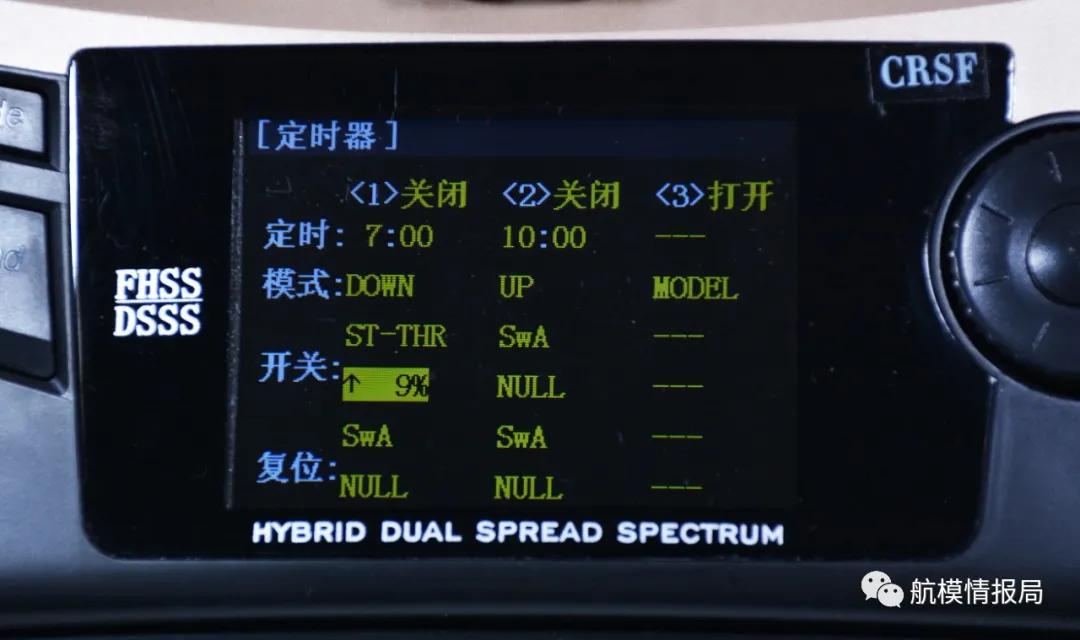 CRSF
[定时器]
<1>关闭 <2>关闭 <3>打开
定时: 7:00 10:00 ---
模式:DOWN UP MODEL
ST-THR SwA ---
开关:
↑ 9% NULL ---
SwA SwA ---
复位:
NULL NULL ---
FHSS
DSSS
HYBRID DUAL SPREAD SPECTRUM
航模情报局